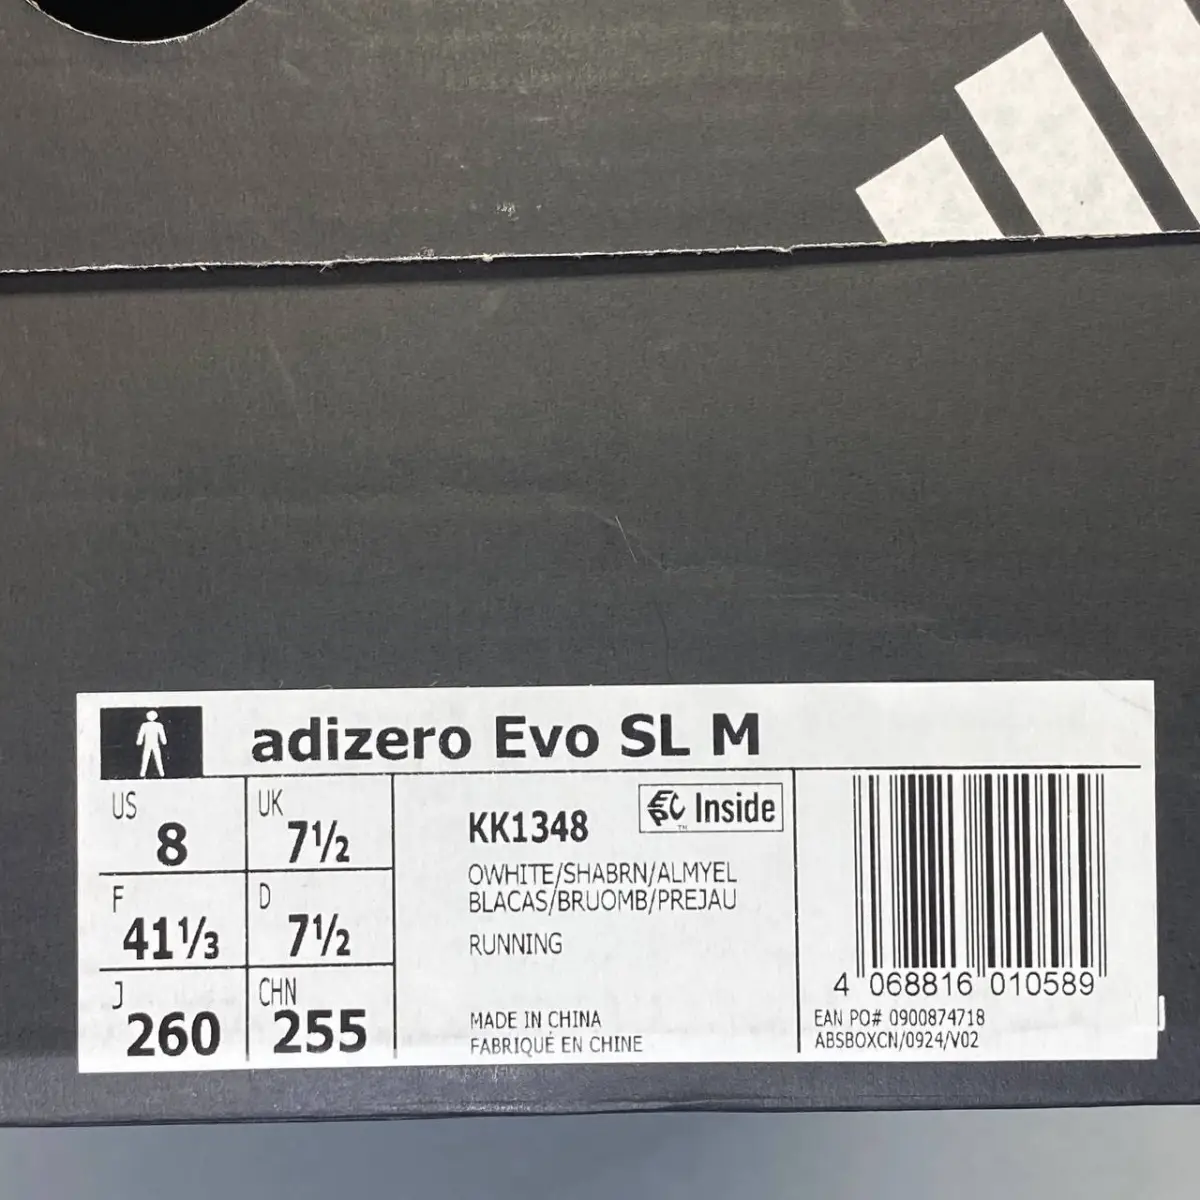 adizero Evo SL M
US
8
UK
7½
F
41⅓
D
7½
J
260
CHN
255
KK1348
EPC Inside
™
OWHITE/SHABRN/ALMYEL
BLACAS/BRUOMB/PREJAU
RUNNING
MADE IN CHINA
FABRIQUÉ EN CHINE
4 068816 010589
EAN PO# 0900874718
ABSBOXCN/0924/V02